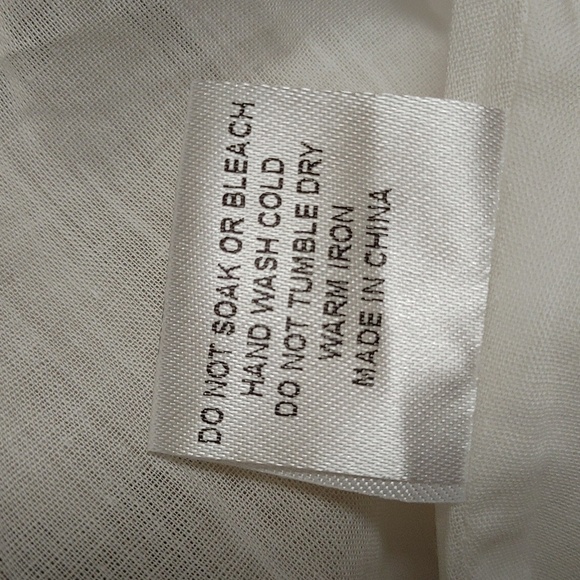 DO NOT SOAK OR BLEACH
HAND WASH COLD
DO NOT TUMBLE DRY
WARM IRON
MADE IN CHINA